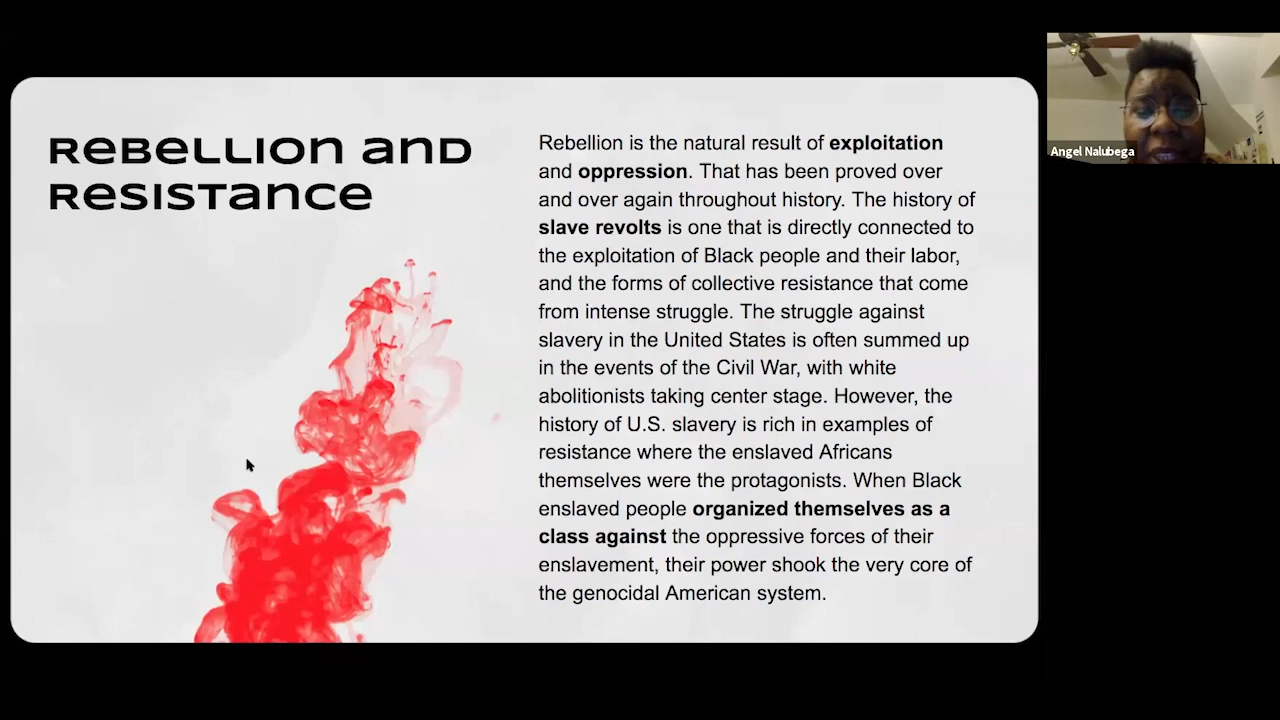 Rebellion and
Resistance
Rebellion is the natural result of exploitation
and oppression. That has been proved over
and over again throughout history. The history of
slave revolts is one that is directly connected to
the exploitation of Black people and their labor,
and the forms of collective resistance that come
from intense struggle. The struggle against
slavery in the United States is often summed up
in the events of the Civil War, with white
abolitionists taking center stage. However, the
history of U.S. slavery is rich in examples of
resistance where the enslaved Africans
themselves were the protagonists. When Black
enslaved people organized themselves as a
class against the oppressive forces of their
enslavement, their power shook the very core of
the genocidal American system.
Angel Nalubega